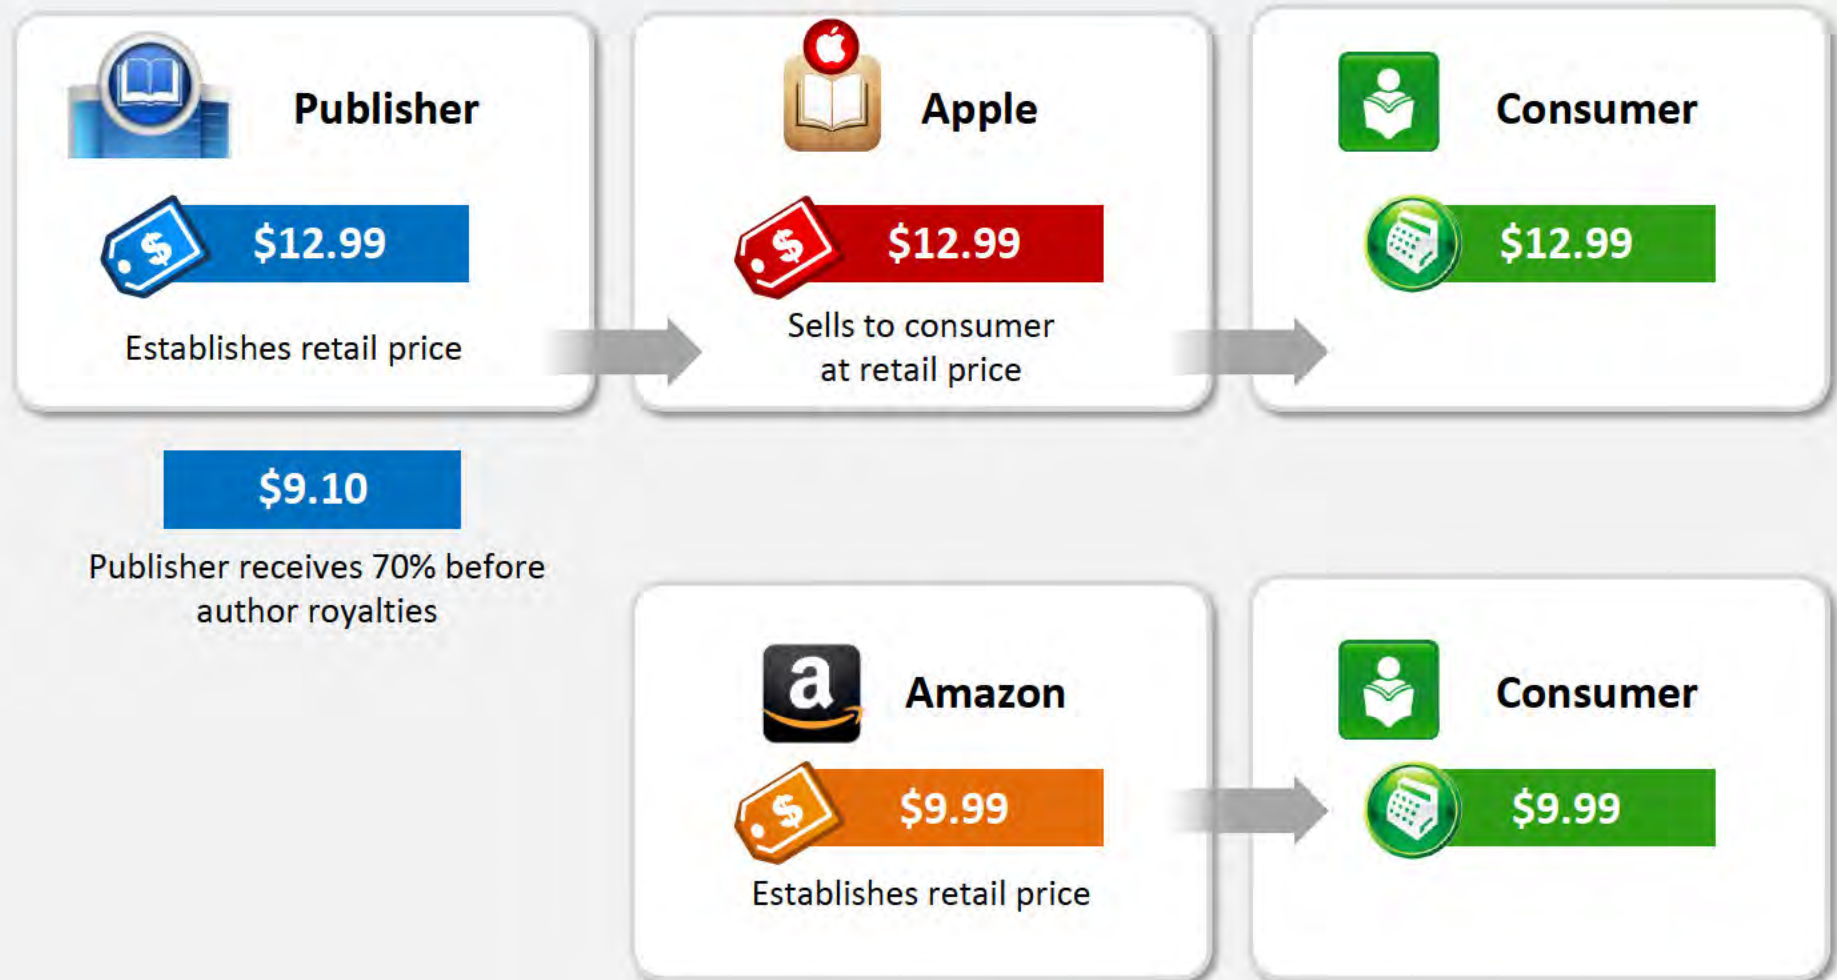 Publisher
$12.99
Establishes retail price
Apple
$12.99
Sells to consumer
at retail price
Consumer
$12.99
$9.10
Publisher receives 70% before
author royalties
a
Amazon
$9.99
Establishes retail price
Consumer
$9.99